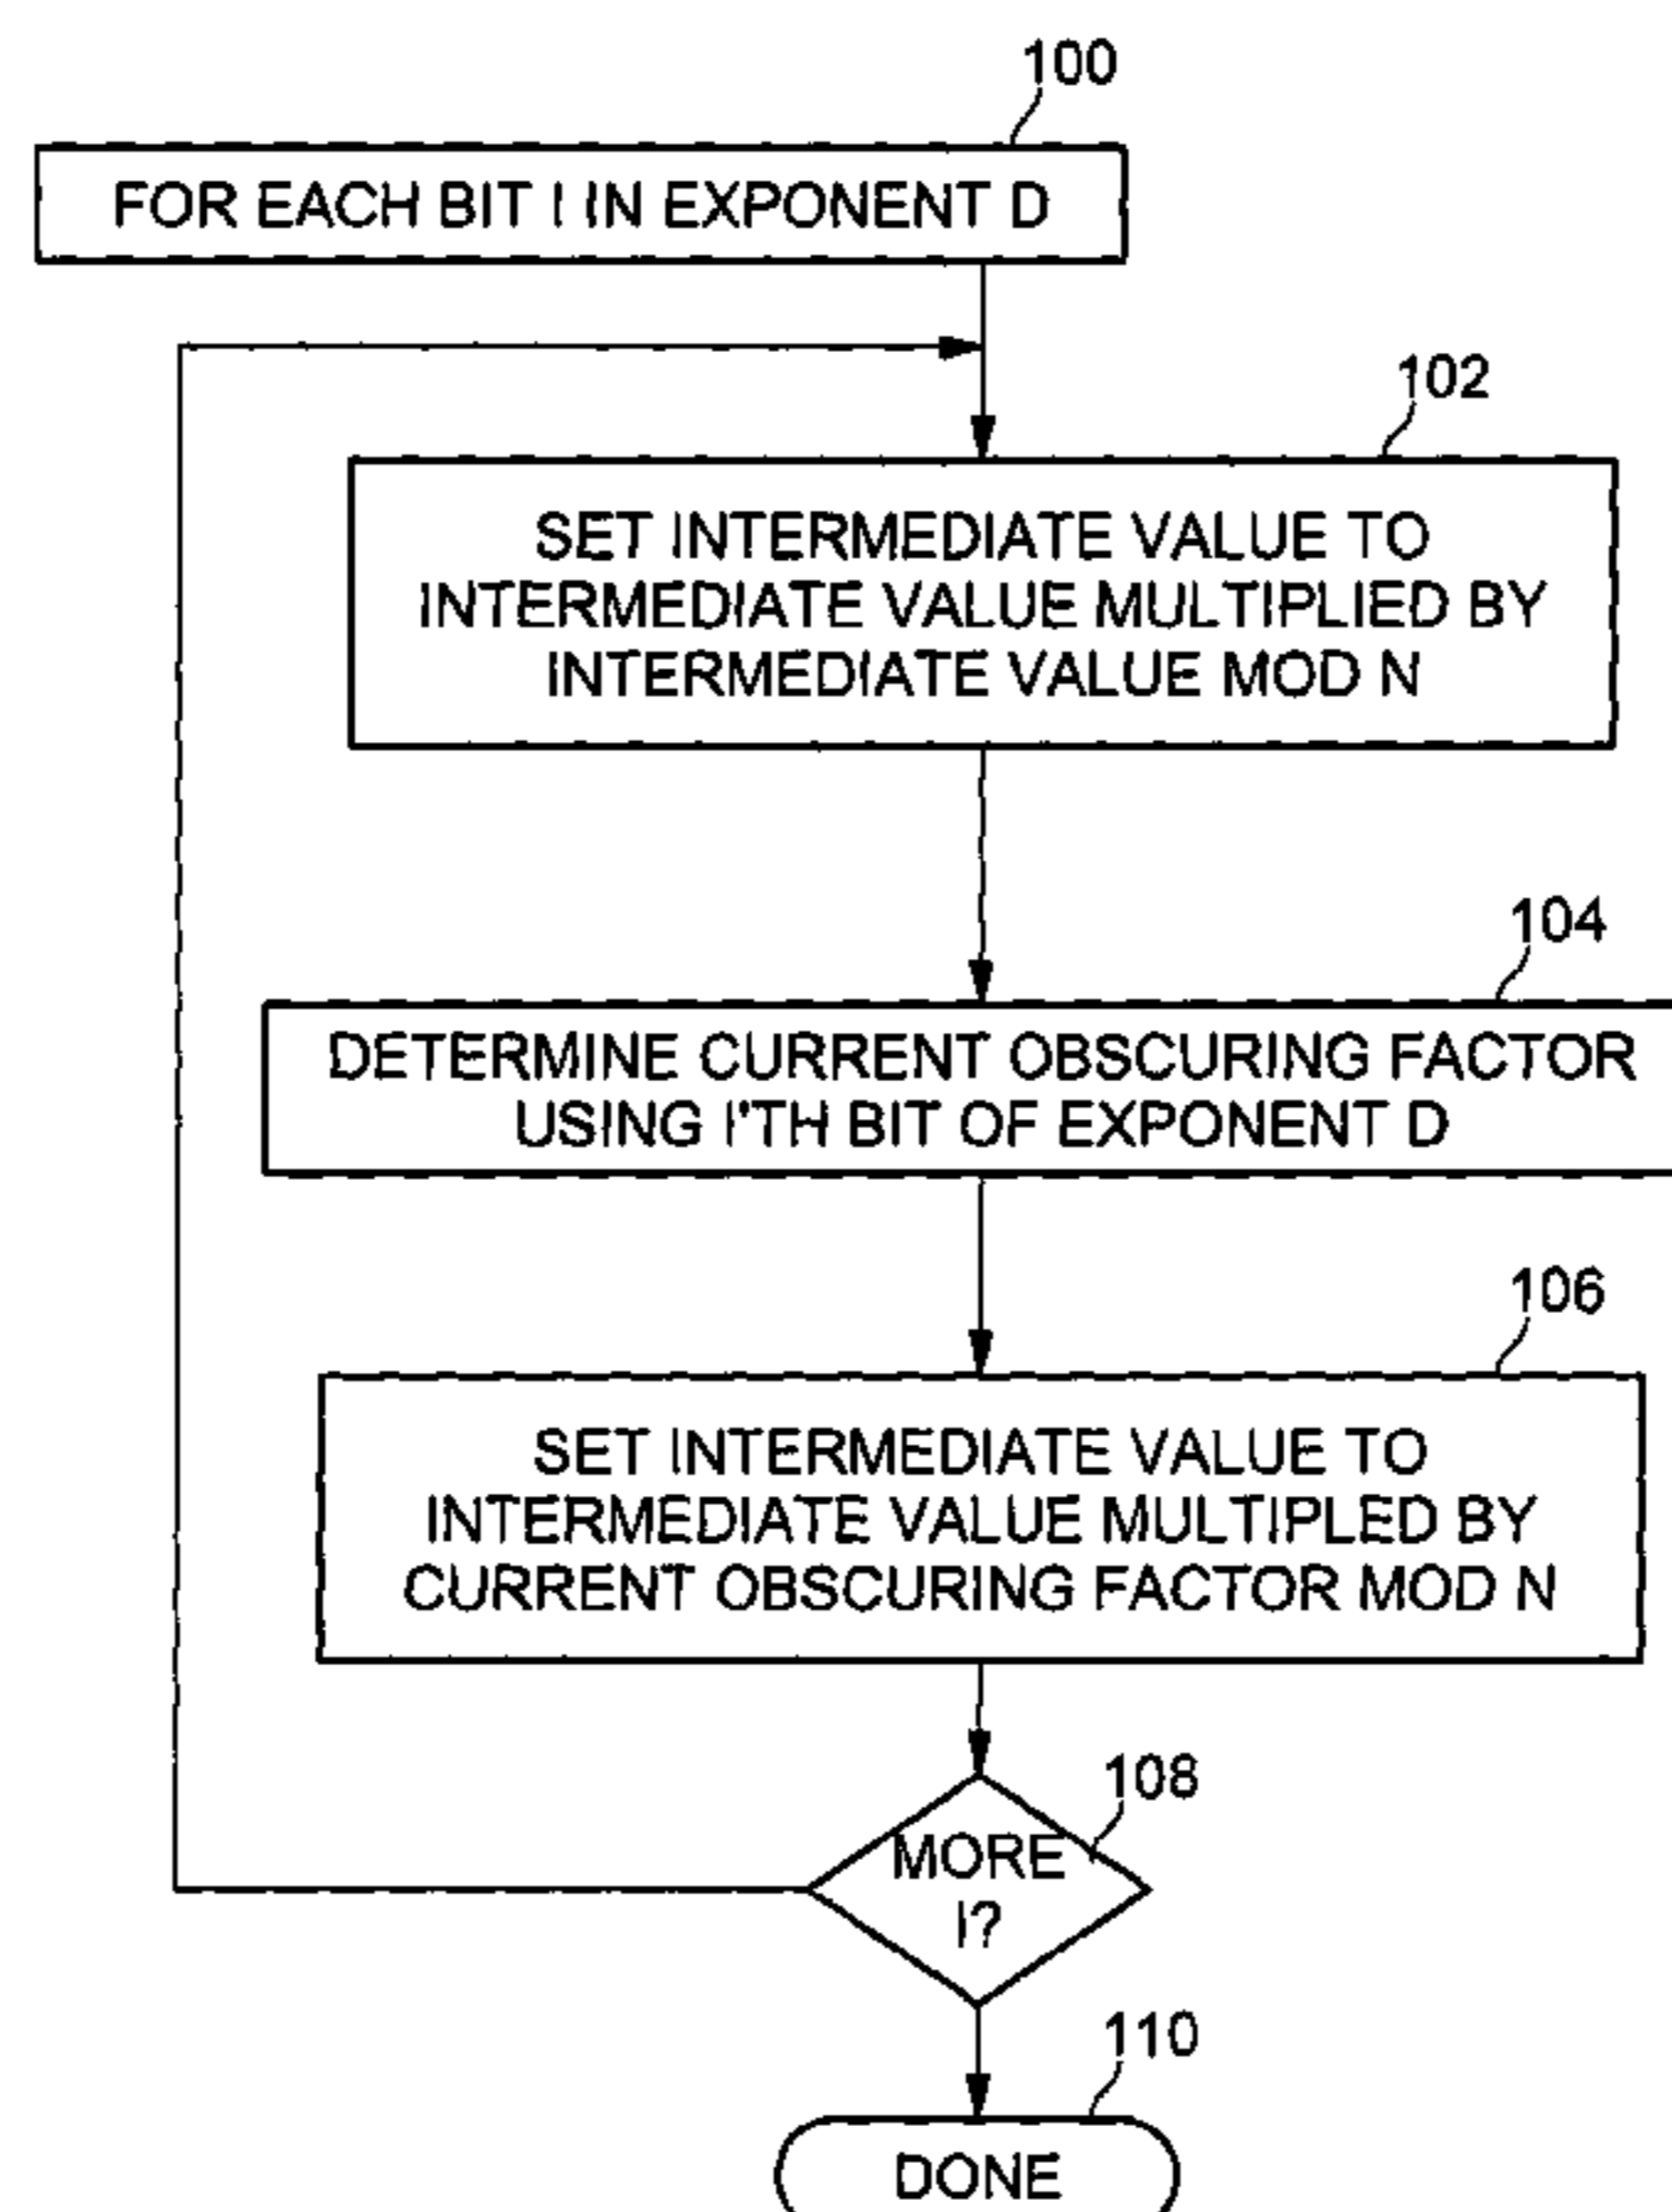 100
FOR EACH BIT I IN EXPONENT D
102
SET INTERMEDIATE VALUE TO
INTERMEDIATE VALUE MULTIPLIED BY
INTERMEDIATE VALUE MOD N
104
DETERMINE CURRENT OBSCURING FACTOR
USING I'TH BIT OF EXPONENT D
106
SET INTERMEDIATE VALUE TO
INTERMEDIATE VALUE MULTIPLED BY
CURRENT OBSCURING FACTOR MOD N
108
MORE
I?
110
DONE